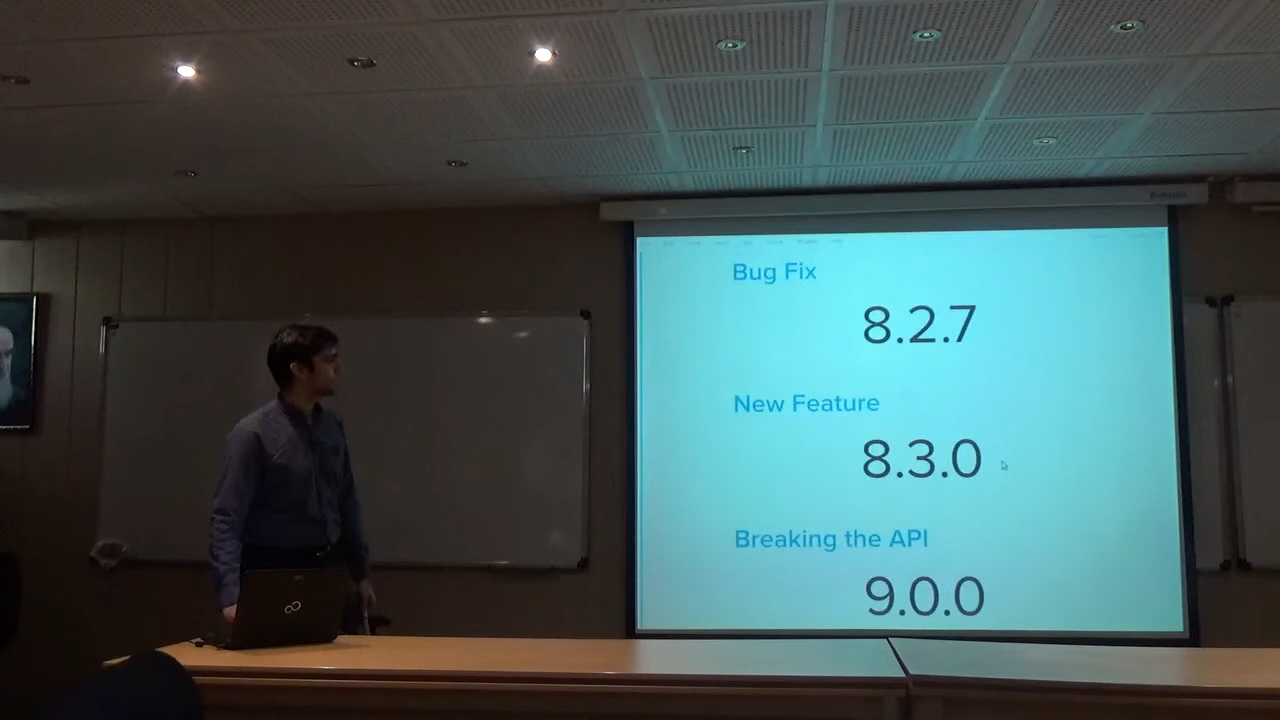 Bug Fix
8.2.7
New Feature
8.3.0
Breaking the API
9.0.0